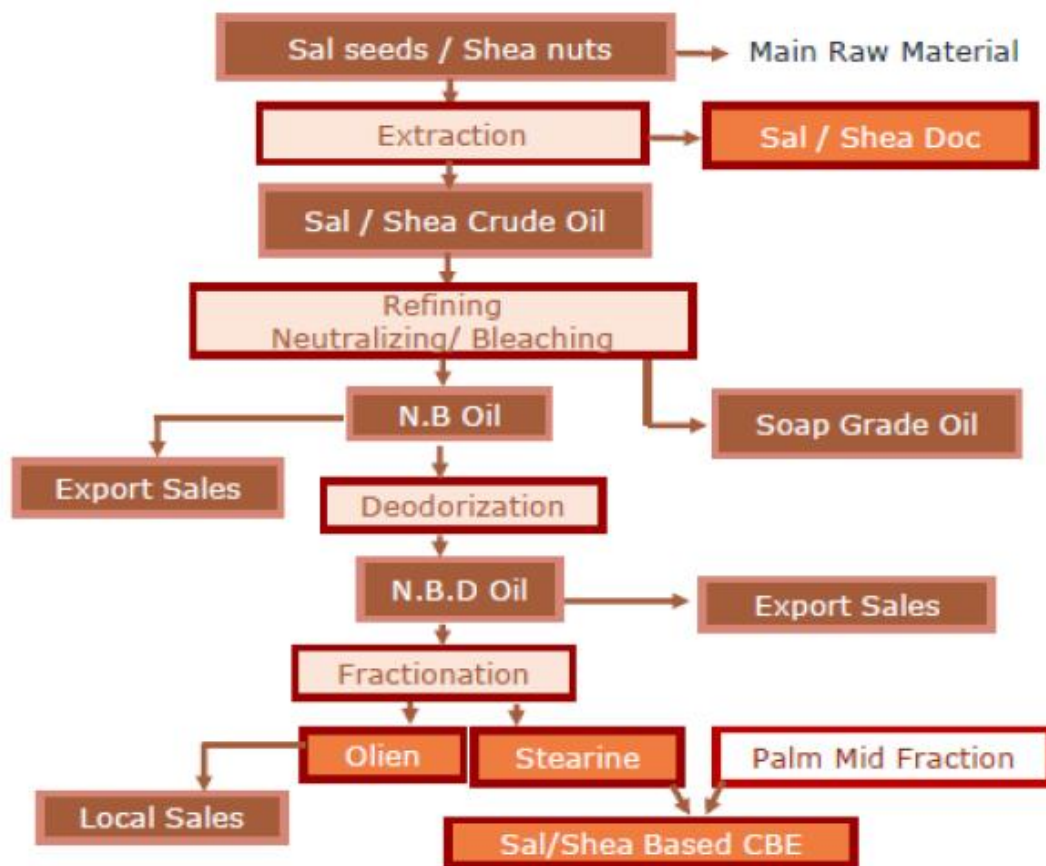 Sal seeds / Shea nuts
Main Raw Material
Extraction
Sal / Shea Doc
Sal / Shea Crude Oil
Refining
Neutralizing/ Bleaching
N.B Oil
Soap Grade Oil
Export Sales
Deodorization
N.B.D Oil
Export Sales
Fractionation
Olien
Stearine
Palm Mid Fraction
Local Sales
Sal/Shea Based CBE